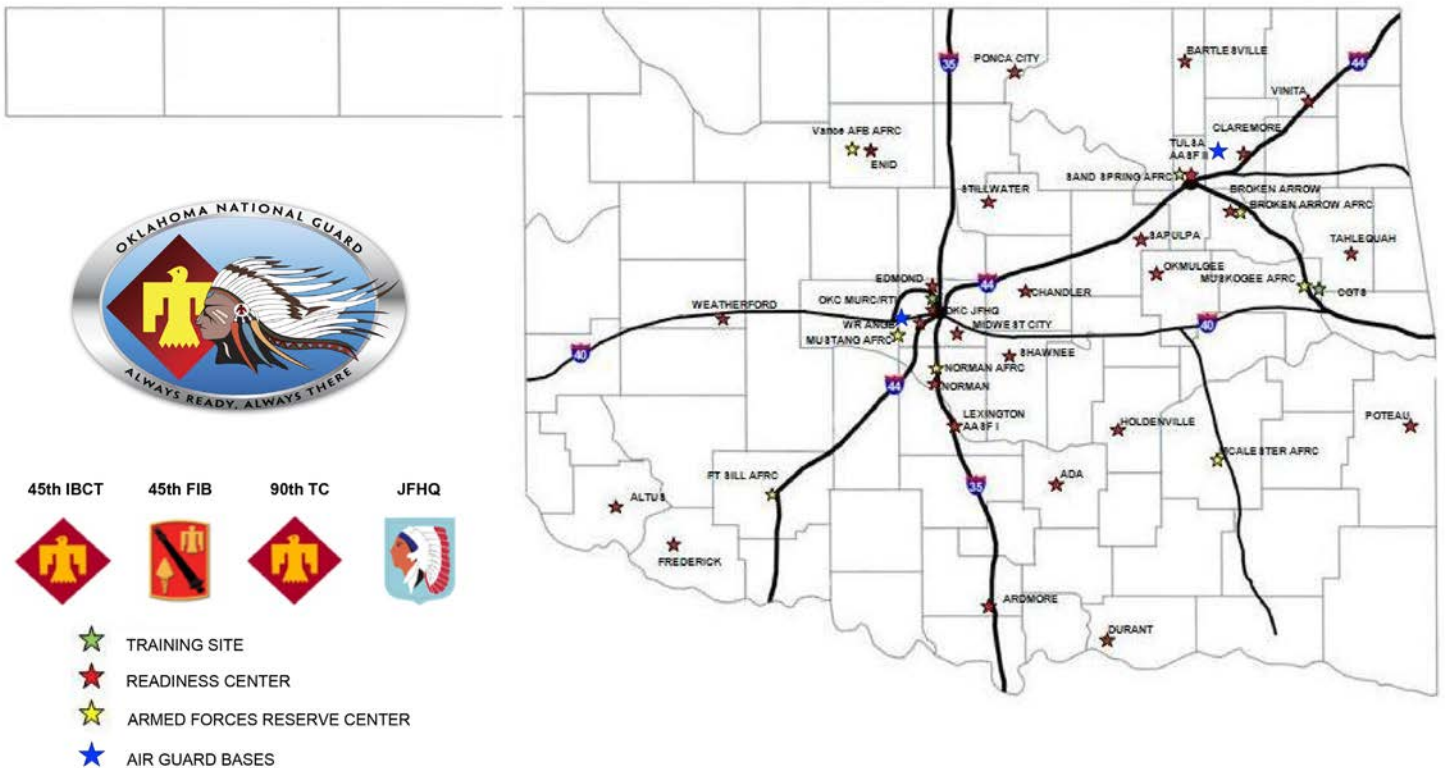 35
PONCA CITY
BARTLESVILLE
44
VINITA
Vance AFB AFRC
ENID
CLAREMORE
TULSA
AASF II
SAND SPRING AFRC
STILLWATER
BROKEN ARROW
BROKEN ARROW AFRC
SAPULPA
TAHLEQUAH
OKMULGEE
MUSKOGEE AFRC
CGTS
EDMOND
OKC MURC/RTI
44
CHANDLER
WEATHERFORD
OKC JFHQ
WR ANGB
MIDWEST CITY
40
MUSTANG AFRC
40
SHAWNEE
NORMAN AFRC
44
NORMAN
LEXINGTON
AASF I
HOLDENVILLE
POTEAU
MCALESTER AFRC
FT SILL AFRC
ADA
35
ALTUS
FREDERICK
ARDMORE
DURANT
OKLAHOMA NATIONAL GUARD
ALWAYS READY, ALWAYS THERE
45th IBCT
45th FIB
90th TC
JFHQ
TRAINING SITE
READINESS CENTER
ARMED FORCES RESERVE CENTER
AIR GUARD BASES